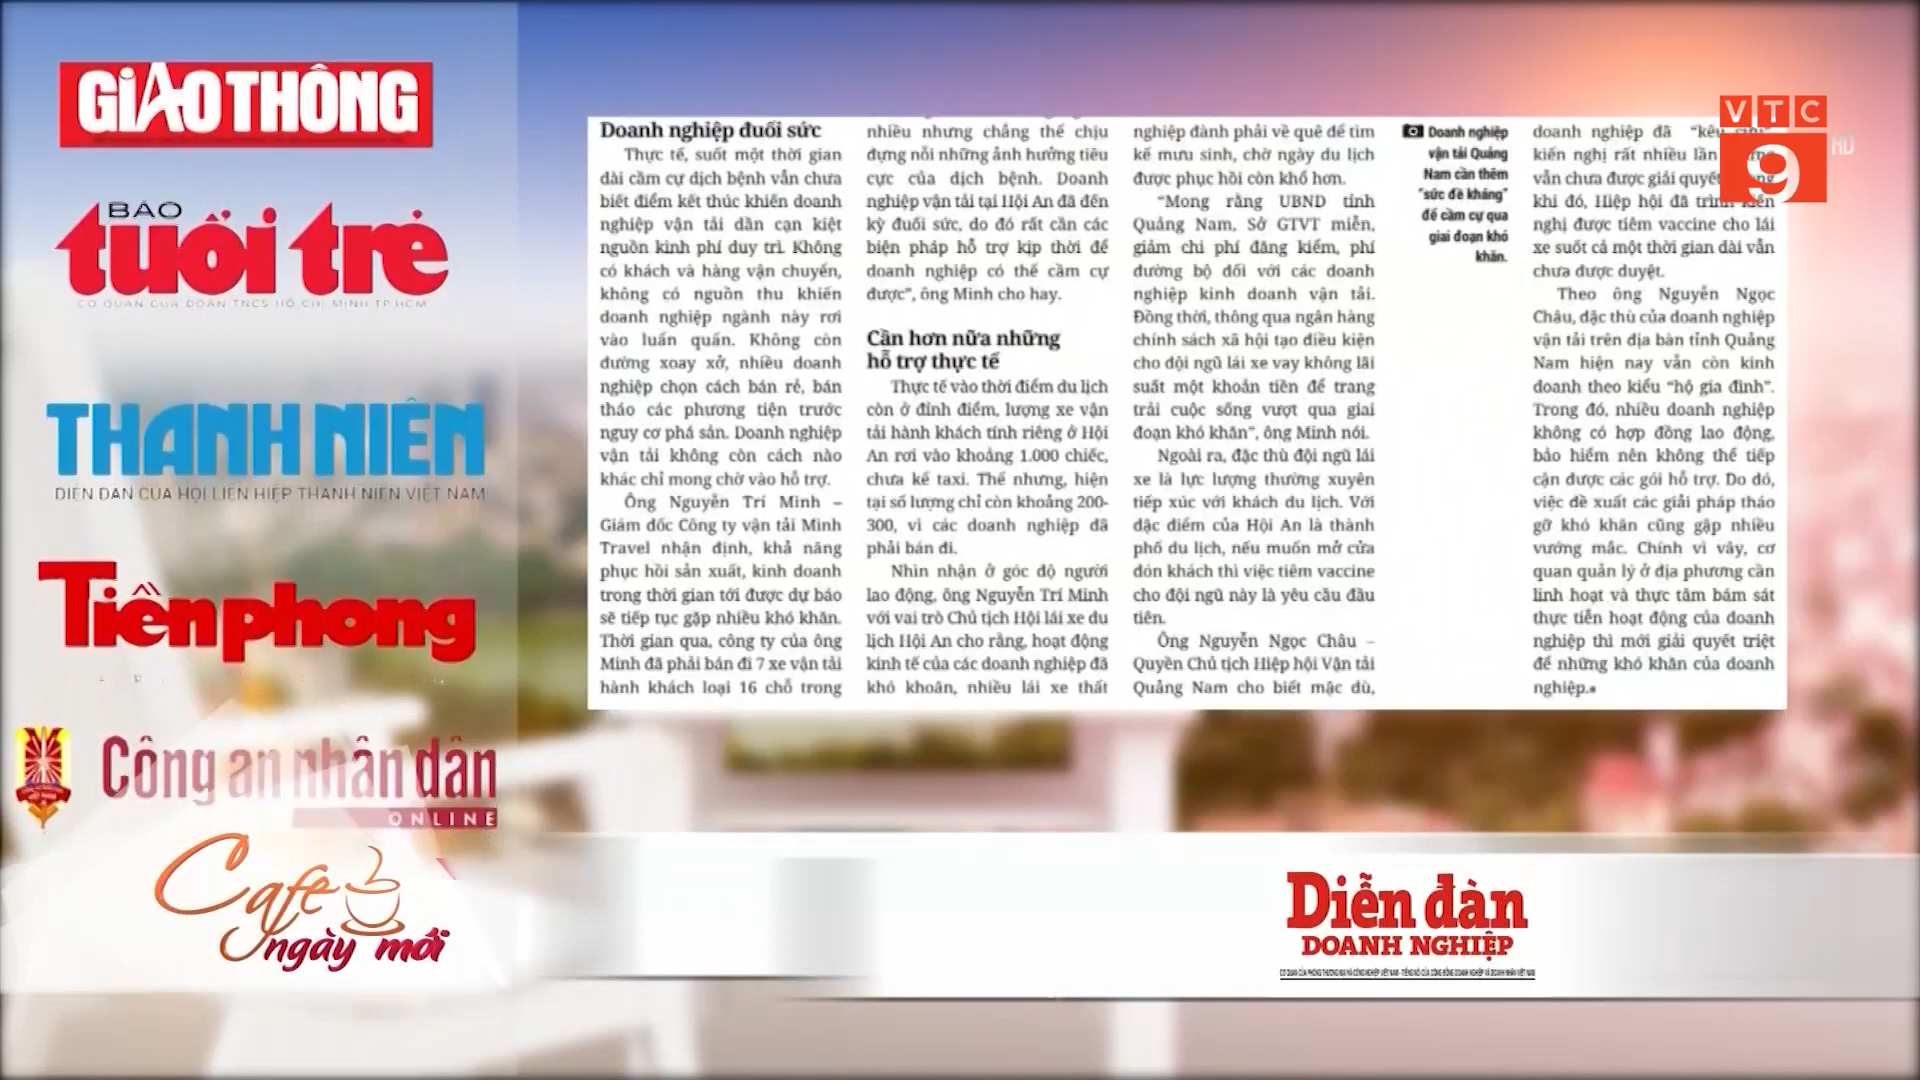 GIAO THÔNG
BÁO
tuổi trẻ
CƠ QUAN CỦA ĐOÀN TNCS HỒ CHÍ MINH TP.HCM
THANH NIÊN
DIỄN ĐÀN CỦA HỘI LIÊN HIỆP THANH NIÊN VIỆT NAM
Tiền phong
Công an nhân dân
ONLINE
Cafe
ngày mới
Doanh nghiệp đuối sức
Thực tế, suốt một thời gian
dài cầm cự dịch bệnh vẫn chưa
biết điểm kết thúc khiến doanh
nghiệp vận tải dần cạn kiệt
nguồn kinh phí duy trì. Không
có khách và hàng vận chuyển,
không có nguồn thu khiến
doanh nghiệp ngành này rơi
vào luẩn quẩn. Không còn
đường xoay xở, nhiều doanh
nghiệp chọn cách bán rẻ, bán
tháo các phương tiện trước
nguy cơ phá sản. Doanh nghiệp
vận tải không còn cách nào
khác chỉ mong chờ vào hỗ trợ.
Ông Nguyễn Trí Minh –
Giám đốc Công ty vận tải Minh
Travel nhận định, khả năng
phục hồi sản xuất, kinh doanh
trong thời gian tới được dự báo
sẽ tiếp tục gặp nhiều khó khăn.
Thời gian qua, công ty của ông
Minh đã phải bán đi 7 xe vận tải
hành khách loại 16 chỗ trong
nhiều nhưng chẳng thể chịu
đựng nỗi những ảnh hưởng tiêu
cực của dịch bệnh. Doanh
nghiệp vận tải tại Hội An đã đến
kỳ đuối sức, do đó rất cần các
biện pháp hỗ trợ kịp thời để
doanh nghiệp có thể cầm cự
được”, ông Minh cho hay.
Cần hơn nữa những
hỗ trợ thực tế
Thực tế vào thời điểm du lịch
còn ở đỉnh điểm, lượng xe vận
tải hành khách tính riêng ở Hội
An rơi vào khoảng 1.000 chiếc,
chưa kể taxi. Thế nhưng, hiện
tại số lượng chỉ còn khoảng 200-
300, vì các doanh nghiệp đã
phải bán đi.
Nhìn nhận ở góc độ người
lao động, ông Nguyễn Trí Minh
với vai trò Chủ tịch Hội lái xe du
lịch Hội An cho rằng, hoạt động
kinh tế của các doanh nghiệp đã
khó khoăn, nhiều lái xe thất
nghiệp đành phải về quê để tìm
kế mưu sinh, chờ ngày du lịch
được phục hồi còn khổ hơn.
“Mong rằng UBND tỉnh
Quảng Nam, Sở GTVT miễn,
giảm chi phí đăng kiểm, phí
đường bộ đối với các doanh
nghiệp kinh doanh vận tải.
Đồng thời, thông qua ngân hàng
chính sách xã hội tạo điều kiện
cho đội ngũ lái xe vay không lãi
suất một khoản tiền để trang
trải cuộc sống vượt qua giai
đoạn khó khăn”, ông Minh nói.
Ngoài ra, đặc thù đội ngũ lái
xe là lực lượng thường xuyên
tiếp xúc với khách du lịch. Với
đặc điểm của Hội An là thành
phố du lịch, nếu muốn mở cửa
đón khách thì việc tiêm vaccine
cho đội ngũ này là yêu cầu đầu
tiên.
Ông Nguyễn Ngọc Châu –
Quyền Chủ tịch Hiệp hội Vận tải
Quảng Nam cho biết mặc dù,
Doanh nghiệp
vận tải Quảng
Nam cần thêm
“sức đề kháng”
để cầm cự qua
giai đoạn khó
khăn.
doanh nghiệp đã
kiến nghị rất nhiều lần
vẫn chưa được giải quyết.
khi đó, Hiệp hội đã trình kiến
nghị được tiêm vaccine cho lái
xe suốt cả một thời gian dài vẫn
chưa được duyệt.
Theo ông Nguyễn Ngọc
Châu, đặc thù của doanh nghiệp
vận tải trên địa bàn tỉnh Quảng
Nam hiện nay vẫn còn kinh
doanh theo kiểu “hộ gia đình”.
Trong đó, nhiều doanh nghiệp
không có hợp đồng lao động,
bảo hiểm nên không thể tiếp
cận được các gói hỗ trợ. Do đó,
việc đề xuất các giải pháp tháo
gỡ khó khăn cũng gặp nhiều
vướng mắc. Chính vì vậy, cơ
quan quản lý ở địa phương cần
linh hoạt và thực tâm bám sát
thực tiễn hoạt động của doanh
nghiệp thì mới giải quyết triệt
để những khó khăn của doanh
nghiệp.
VTC
9
HD
Diễn đàn
DOANH NGHIỆP